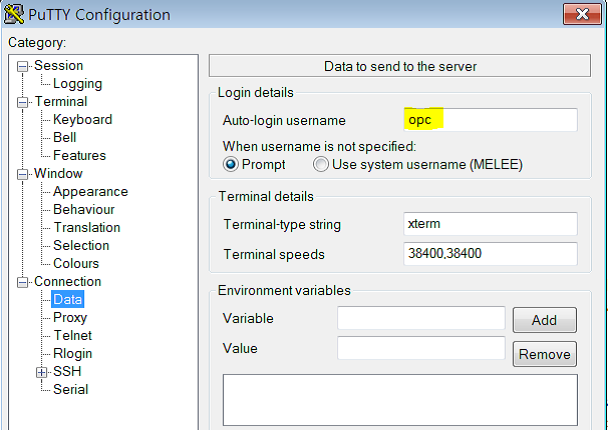 PuTTY Configuration
Category:
Session
Logging
Terminal
Keyboard
Bell
Features
Window
Appearance
Behaviour
Translation
Selection
Colours
Connection
Data
Proxy
Telnet
Rlogin
SSH
Serial
Data to send to the server
Login details
Auto-login username opc
When username is not specified:
Prompt Use system username (MELEE)
Terminal details
Terminal-type string xterm
Terminal speeds 38400,38400
Environment variables
Variable Add
Value Remove